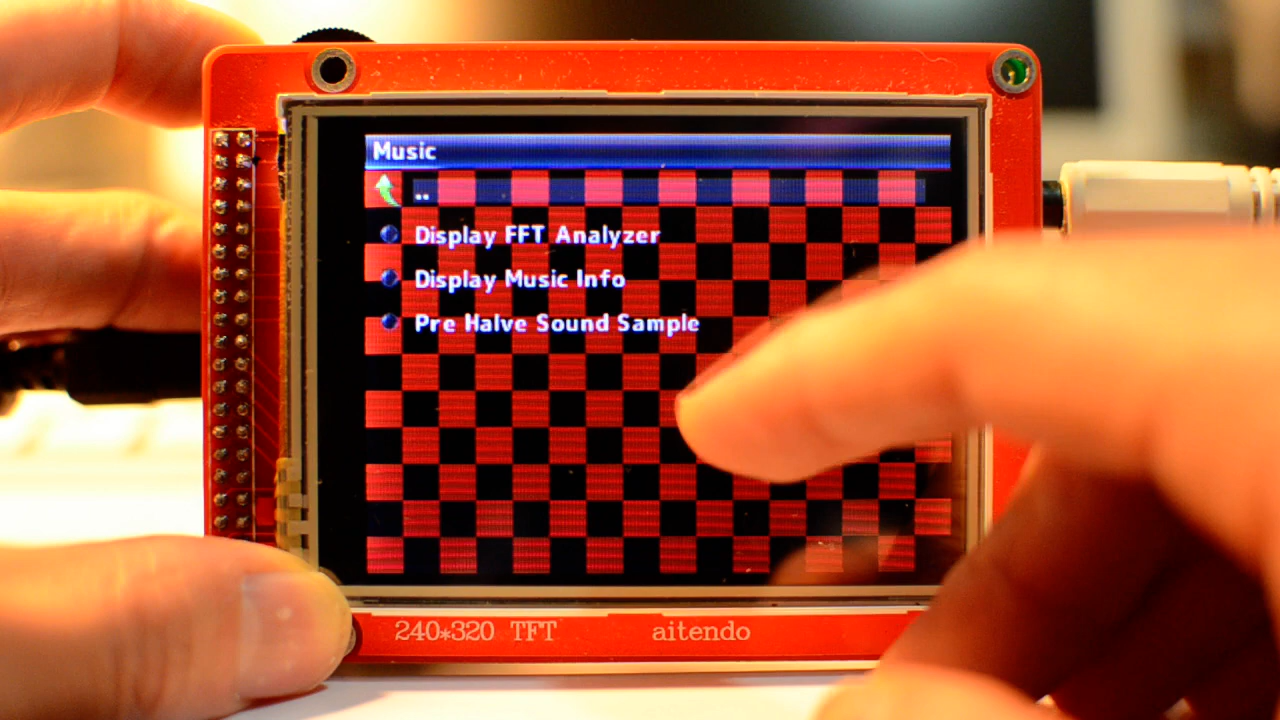 Music
..
Display FFT Analyzer
Display Music Info
Pre Halve Sound Sample
240*320 TFT aitendo